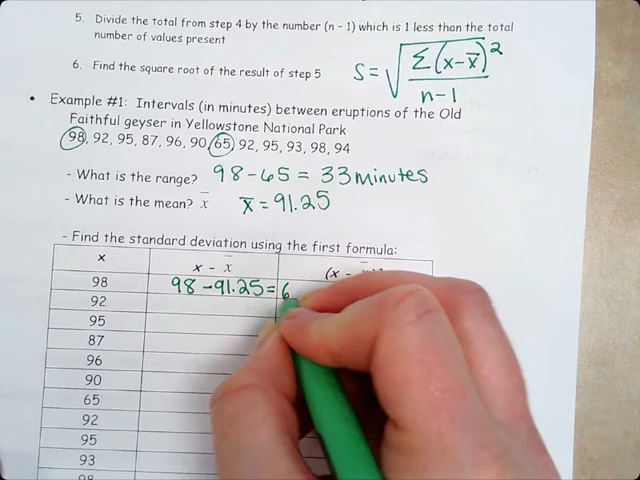 5. Divide the total from step 4 by the number (n - 1) which is 1 less than the total
number of values present
6. Find the square root of the result of step 5
S = √ Σ(x-x̄)²
n-1
• Example #1: Intervals (in minutes) between eruptions of the Old
Faithful geyser in Yellowstone National Park
98, 92, 95, 87, 96, 90, 65, 92, 95, 93, 98, 94
- What is the range? 98-65 = 33 minutes
- What is the mean? x̄ x̄ = 91.25
- Find the standard deviation using the first formula:
x x - x̄ (x -
98 98 -91.25= 6
92
95
87
96
90
65
92
95
93
98